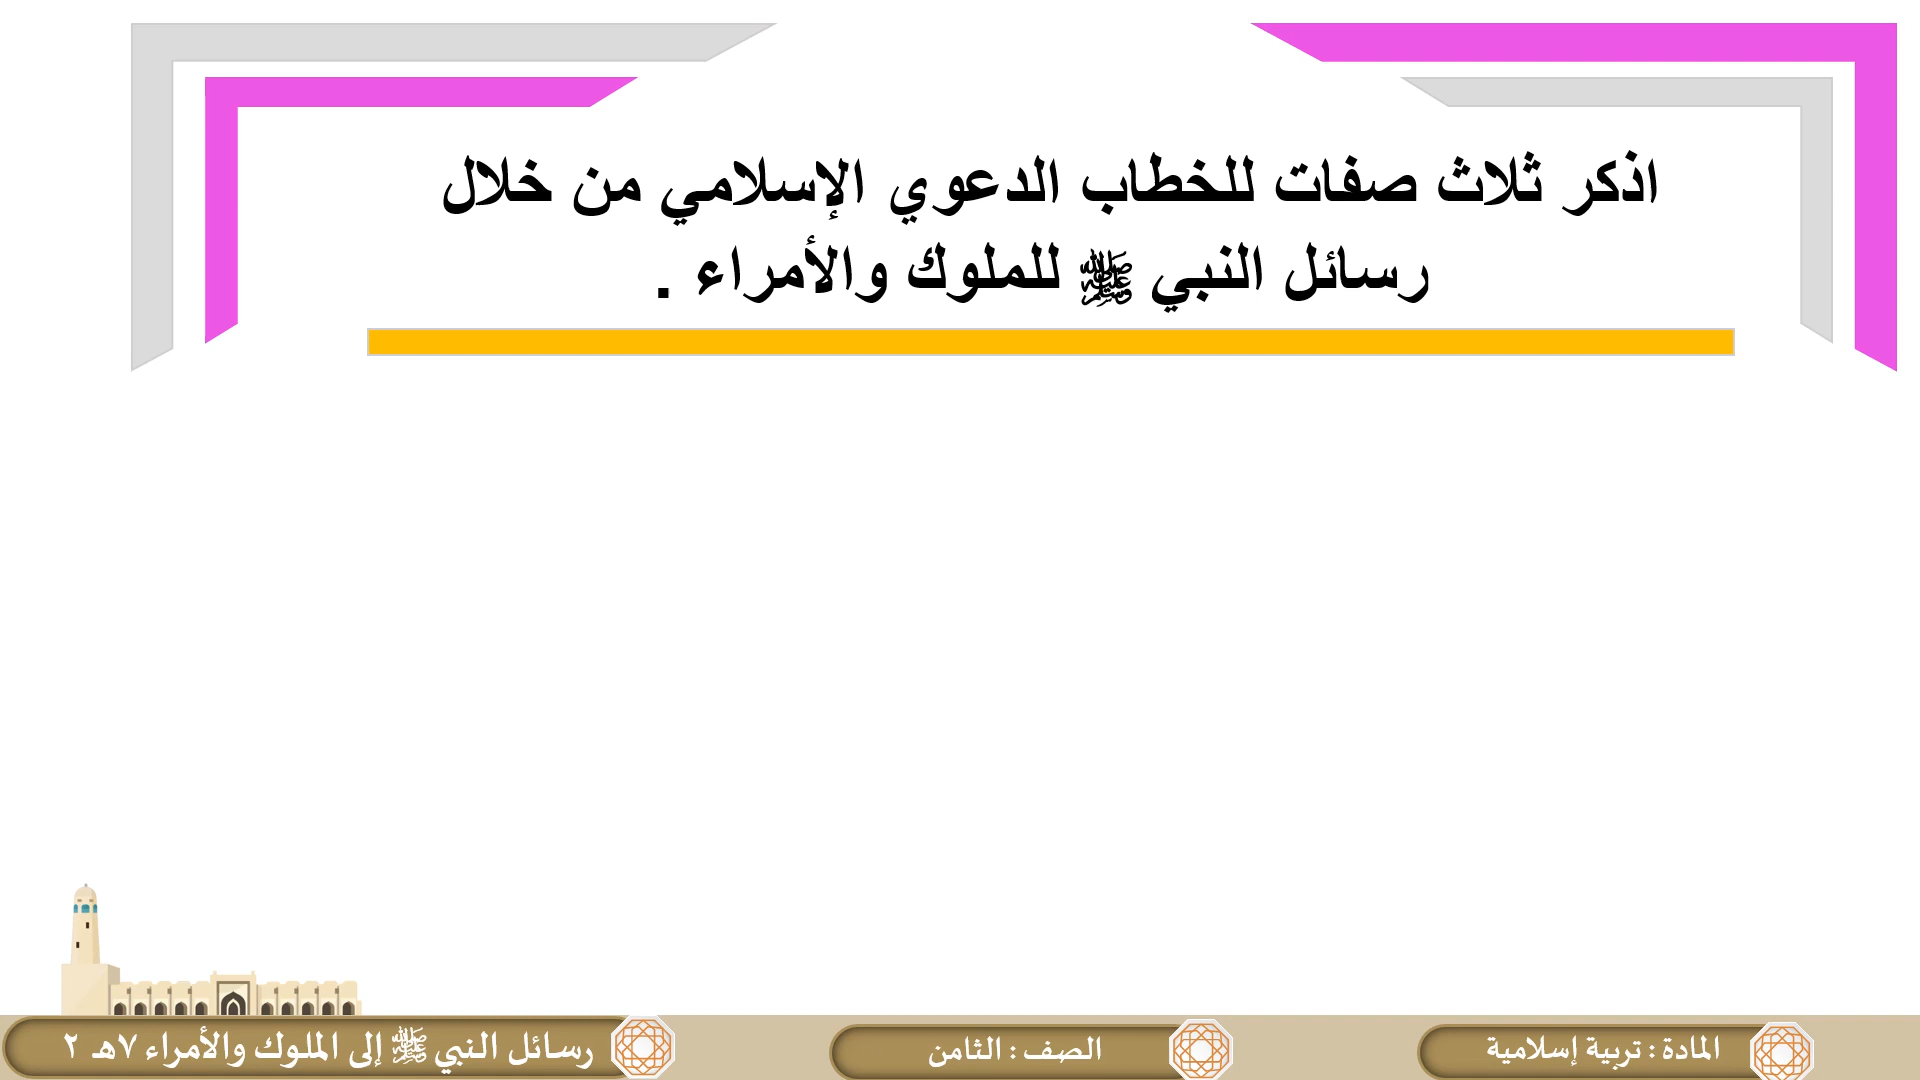 اذكر ثلاث صفات للخطاب الدعوي الإسلامي من خلال
رسائل النبي ﷺ للملوك والأمراء .
المادة : تربية إسلامية
الصف : الثامن
رسائل النبي ﷺ إلى الملوك والأمراء ٧هـ ٢